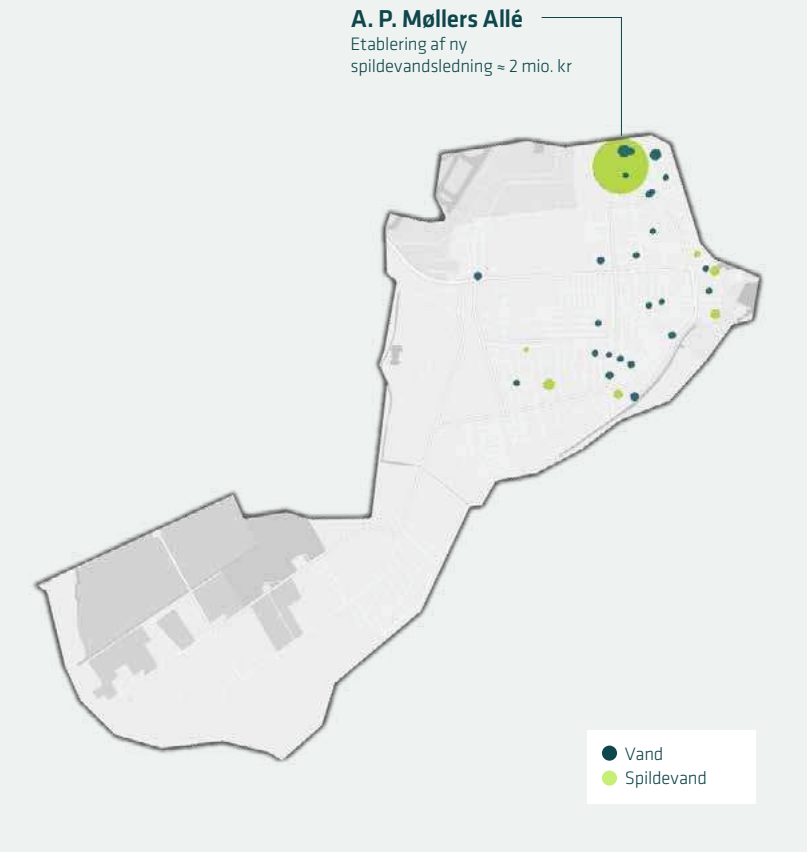 A. P. Møllers Allé
Etablering af ny
spildevandsledning ≈ 2 mio. kr
Vand
Spildevand